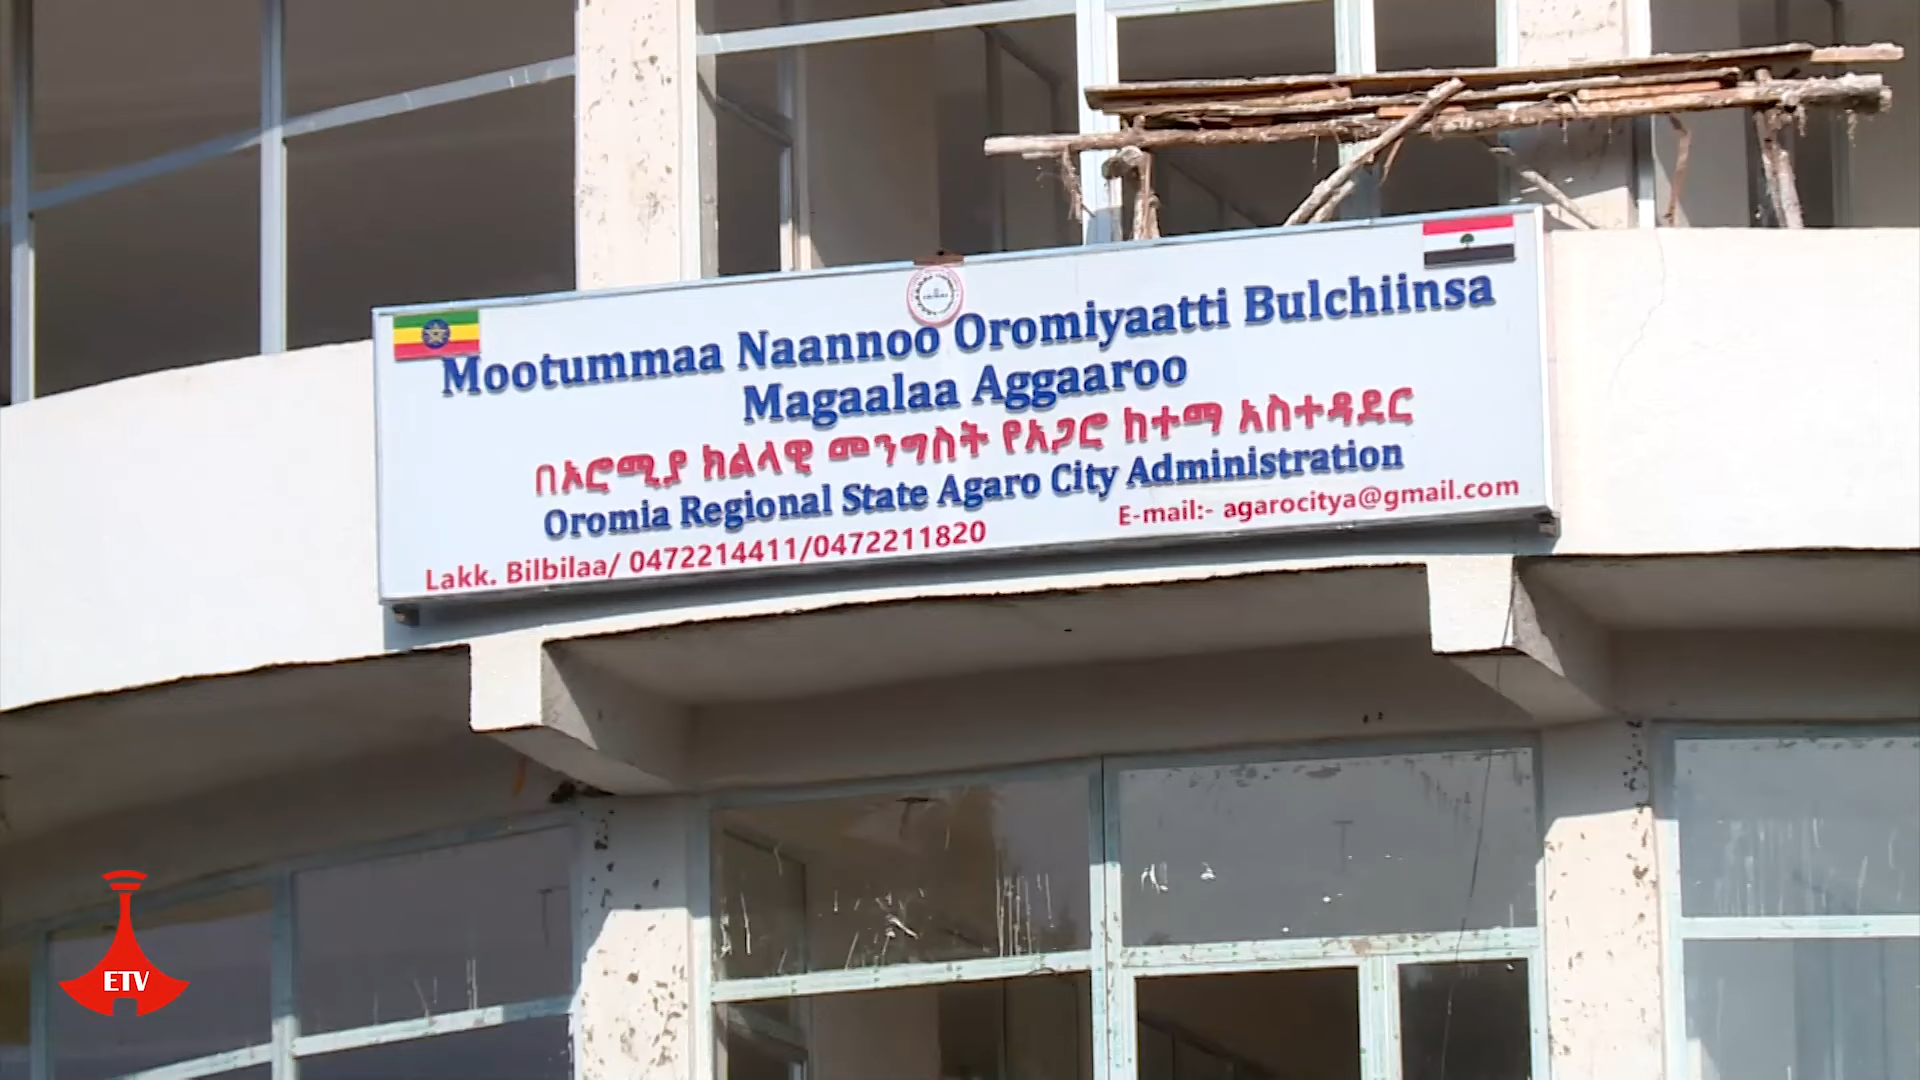 Mootummaa Naannoo Oromiyaatti Bulchiinsa
Magaalaa Aggaaroo
በኦሮሚያ ክልላዊ መንግስት የአጋሮ ከተማ አስተዳደር
Oromia Regional State Agaro City Administration
Lakk. Bilbilaa/ 0472214411/0472211820
E-mail:- agarocitya@gmail.com
ETV